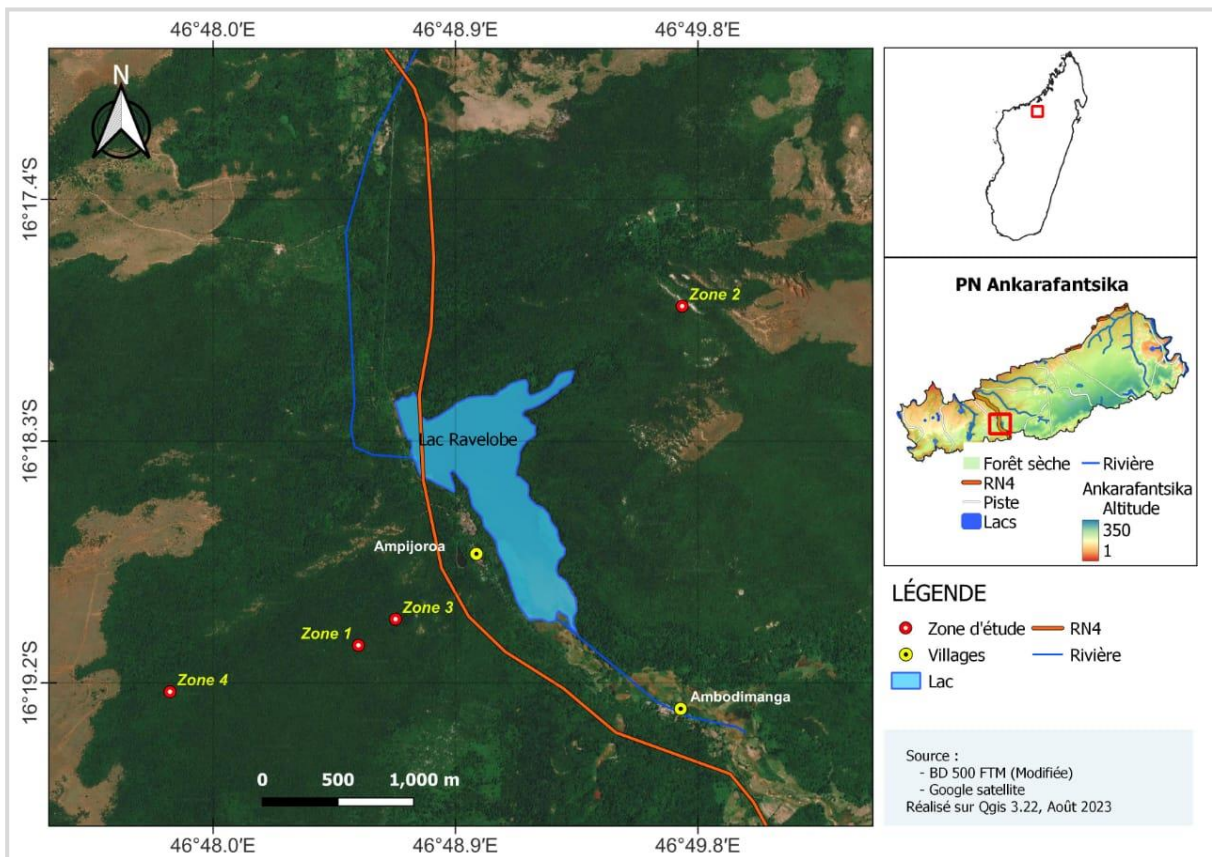 46°48.0'E 46°48.9'E 46°49.8'E
N
16°17.4'S
16°18.3'S
16°19.2'S
Zone 2
Lac Ravelobe
Ampijoroa
Zone 3
Zone 1
Zone 4
Ambodimanga
0 500 1,000 m
46°48.0'E 46°48.9'E 46°49.8'E
PN Ankarafantsika
Forêt sèche
RN4
Piste
Lacs
Rivière
Ankarafantsika
Altitude
350
1
LÉGENDE
Zone d'étude
Villages
Lac
RN4
Rivière
Source :
- BD 500 FTM (Modifiée)
- Google satellite
Réalisé sur Qgis 3.22, Août 2023